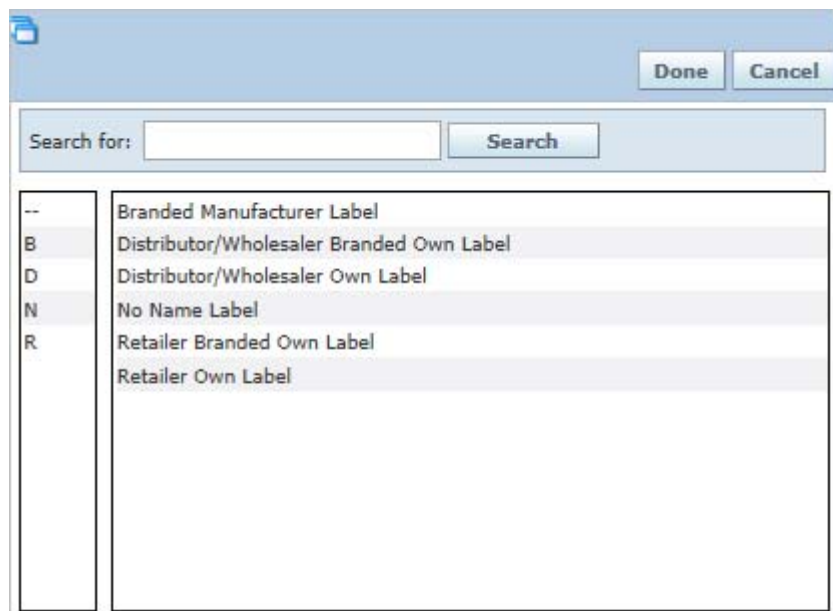 Done Cancel
Search for: Search
-- Branded Manufacturer Label
B Distributor/Wholesaler Branded Own Label
D Distributor/Wholesaler Own Label
N No Name Label
R Retailer Branded Own Label
Retailer Own Label